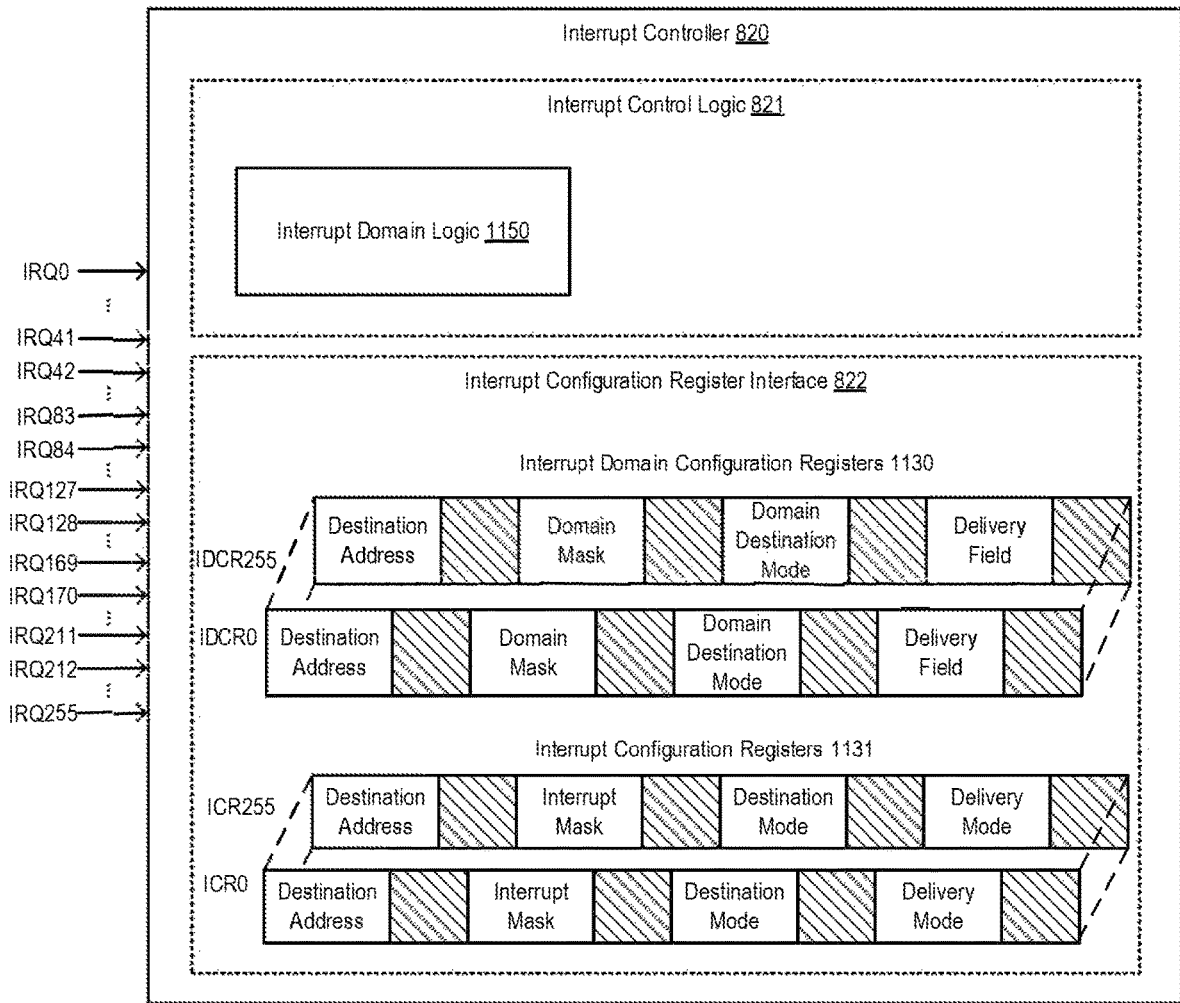 Interrupt Controller 820
Interrupt Control Logic 821
Interrupt Domain Logic 1150
IRQ0
IRQ41
IRQ42
IRQ83
IRQ84
IRQ127
IRQ128
IRQ169
IRQ170
IRQ211
IRQ212
IRQ255
Interrupt Configuration Register Interface 822
Interrupt Domain Configuration Registers 1130
IDCR255
Destination
Address
Domain
Mask
Domain
Destination
Mode
Delivery
Field
IDCR0
Destination
Address
Domain
Mask
Domain
Destination
Mode
Delivery
Field
Interrupt Configuration Registers 1131
ICR255
Destination
Address
Interrupt
Mask
Destination
Mode
Delivery
Mode
ICR0
Destination
Address
Interrupt
Mask
Destination
Mode
Delivery
Mode